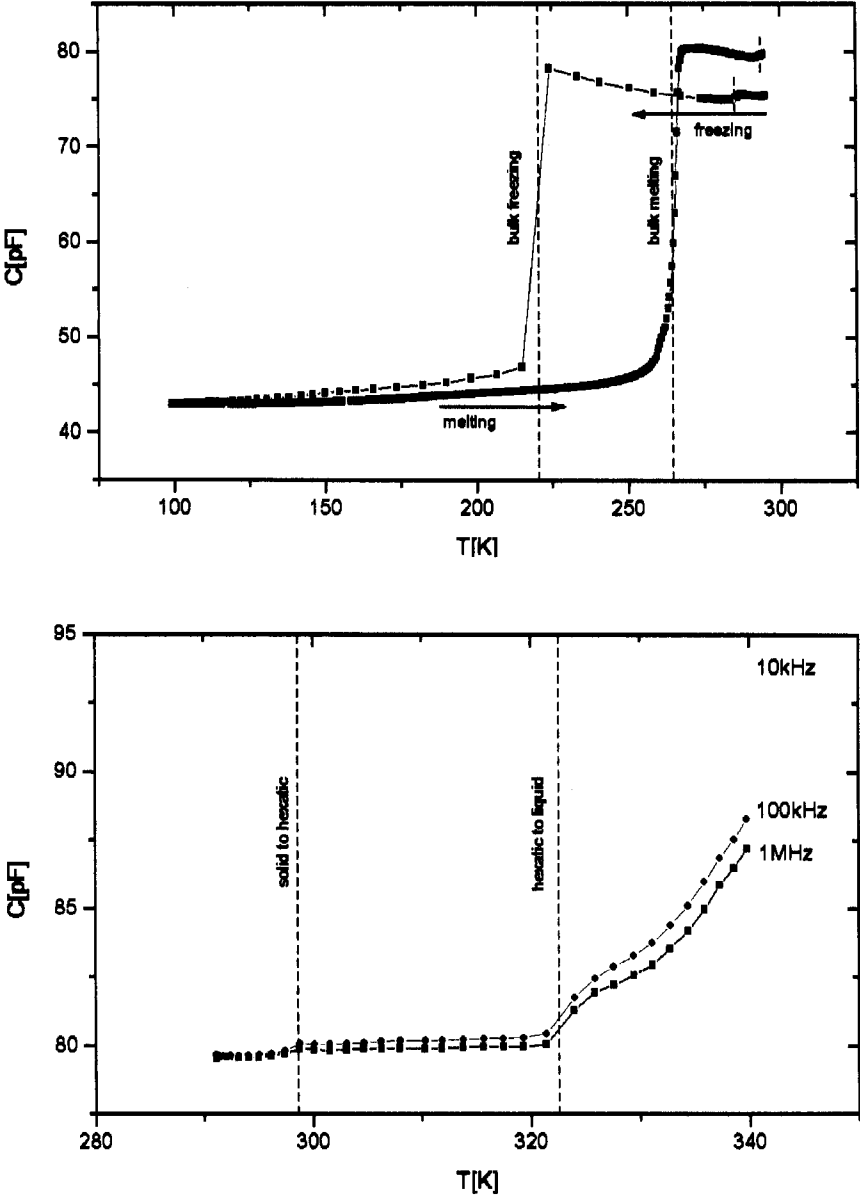 80
70
60
50
40
C[pF]
bulk freezing
bulk melting
freezing
melting
100
150
200
250
300
T[K]
95
90
85
80
C[pF]
solid to hexatic
hexatic to liquid
10kHz
100kHz
1MHz
280
300
320
340
T[K]